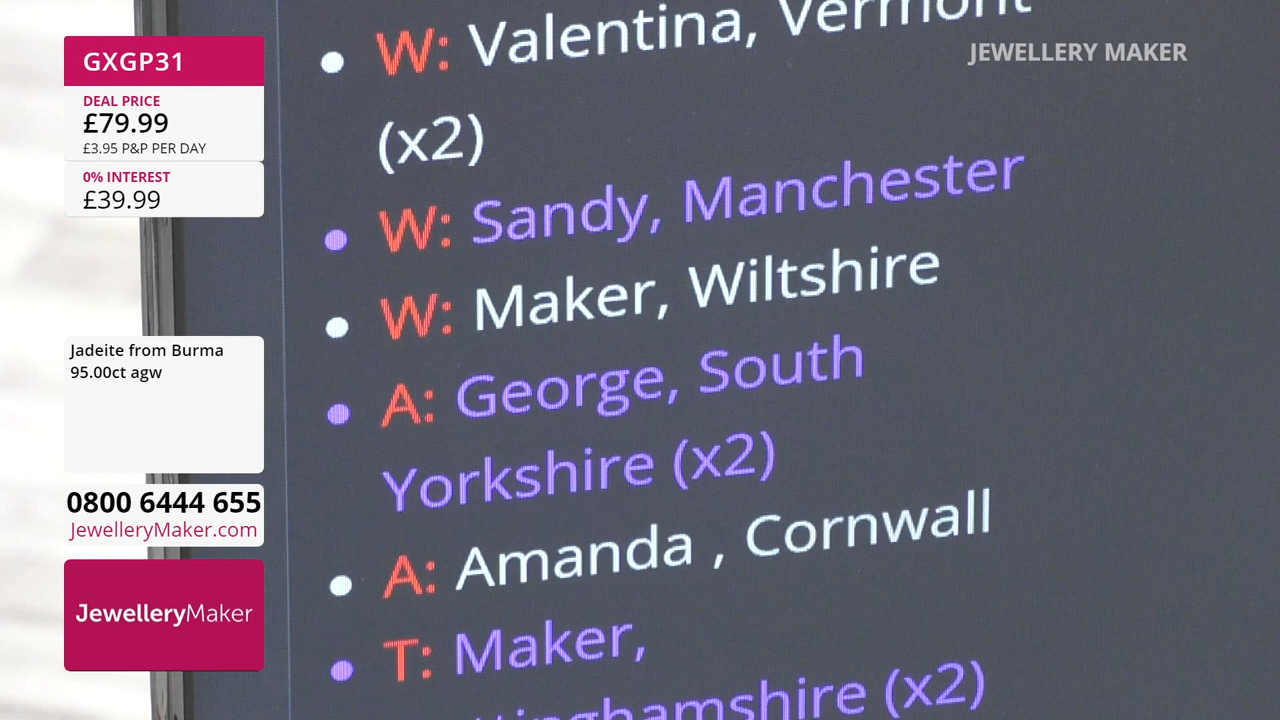 GXGP31
DEAL PRICE
£79.99
£3.95 P&P PER DAY
0% INTEREST
£39.99
Jadeite from Burma
95.00ct agw
0800 6444 655
JewelleryMaker.com
JewelleryMaker
JEWELLERY MAKER
W: Valentina, Vermont
(x2)
W: Sandy, Manchester
W: Maker, Wiltshire
A: George, South
Yorkshire (x2)
A: Amanda , Cornwall
T: Maker,
(x2)